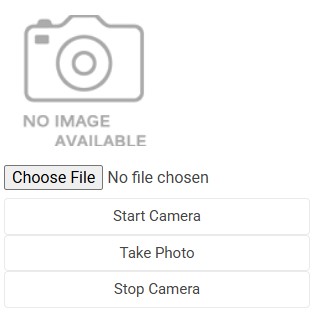 NO IMAGE
AVAILABLE
Choose File No file chosen
Start Camera
Take Photo
Stop Camera